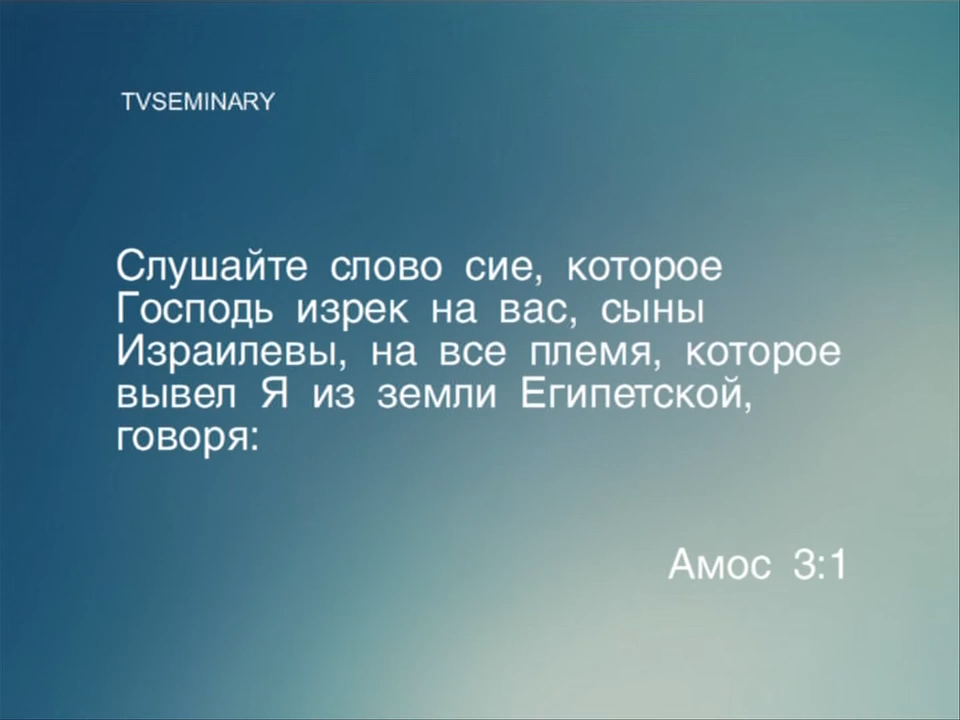 TVSEMINARY
Слушайте слово сие, которое
Господь изрек на вас, сыны
Израилевы, на все племя, которое
вывел Я из земли Египетской,
говоря:
Амос 3:1